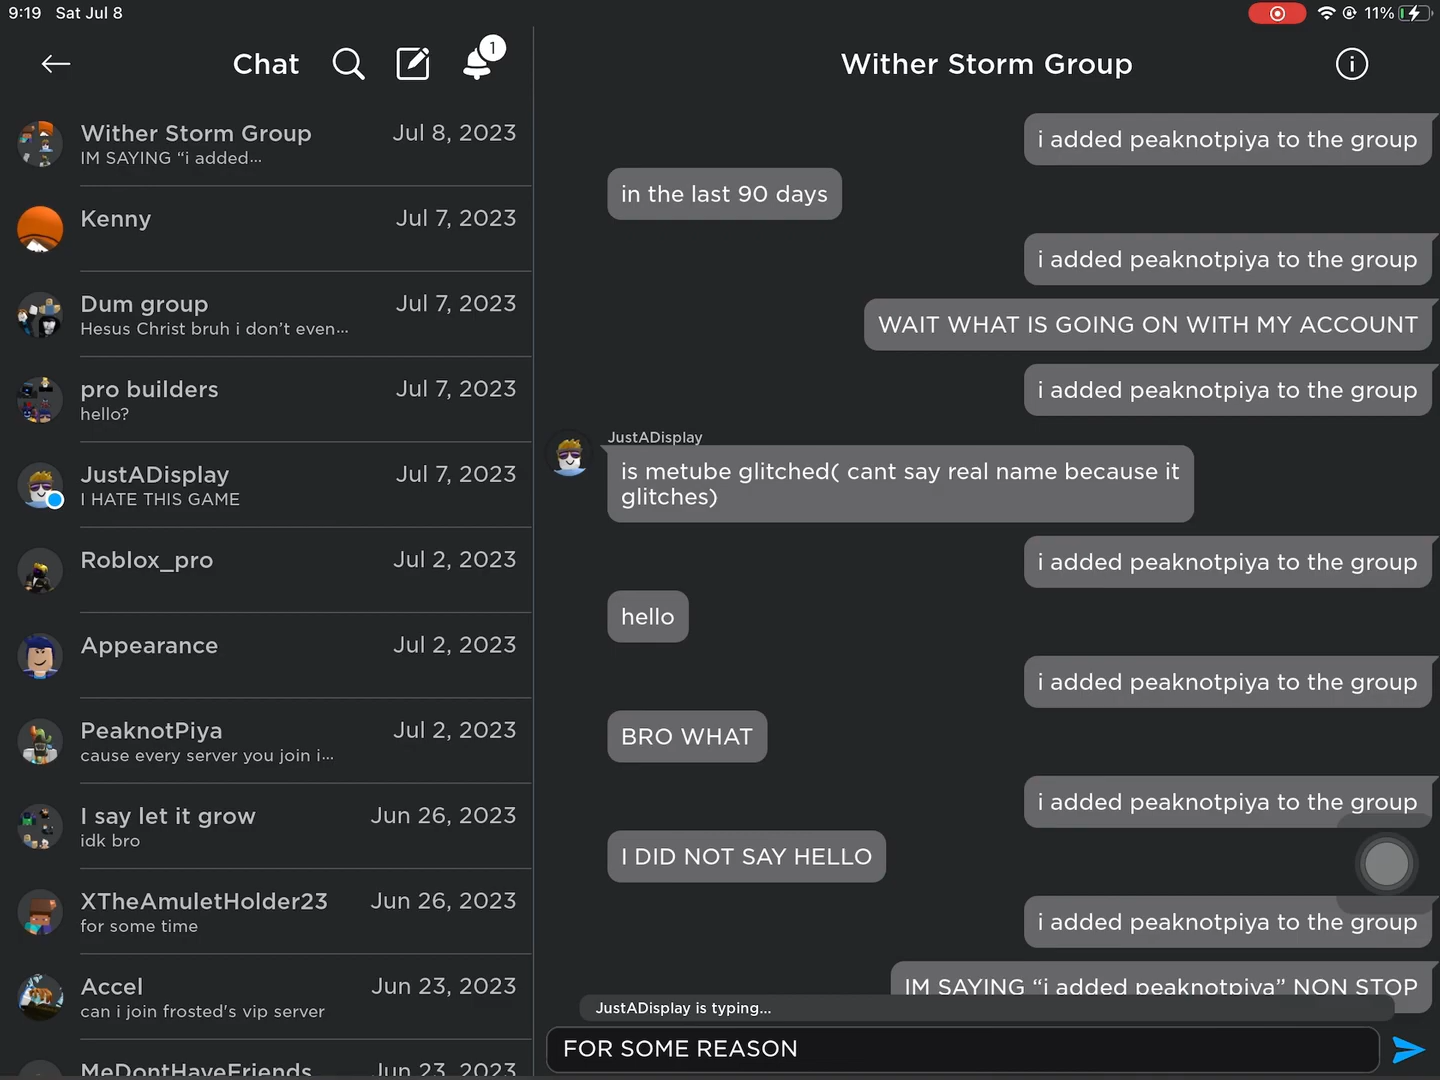 9:19 Sat Jul 8
11%
Chat
1
Wither Storm Group Jul 8, 2023
IM SAYING “i added...
Kenny Jul 7, 2023
Dum group Jul 7, 2023
Hesus Christ bruh i don’t even...
pro builders Jul 7, 2023
hello?
JustADisplay Jul 7, 2023
I HATE THIS GAME
Roblox_pro Jul 2, 2023
Appearance Jul 2, 2023
PeaknotPiya Jul 2, 2023
cause every server you join i...
I say let it grow Jun 26, 2023
idk bro
XTheAmuletHolder23 Jun 26, 2023
for some time
Accel Jun 23, 2023
can i join frosted's vip server
MeDontHaveFriends Jun 23, 2023
Wither Storm Group
i added peaknotpiya to the group
in the last 90 days
i added peaknotpiya to the group
WAIT WHAT IS GOING ON WITH MY ACCOUNT
i added peaknotpiya to the group
JustADisplay
is metube glitched( cant say real name because it
glitches)
i added peaknotpiya to the group
hello
i added peaknotpiya to the group
BRO WHAT
i added peaknotpiya to the group
I DID NOT SAY HELLO
i added peaknotpiya to the group
IM SAYING “i added peaknotpiya” NON STOP
JustADisplay is typing...
FOR SOME REASON